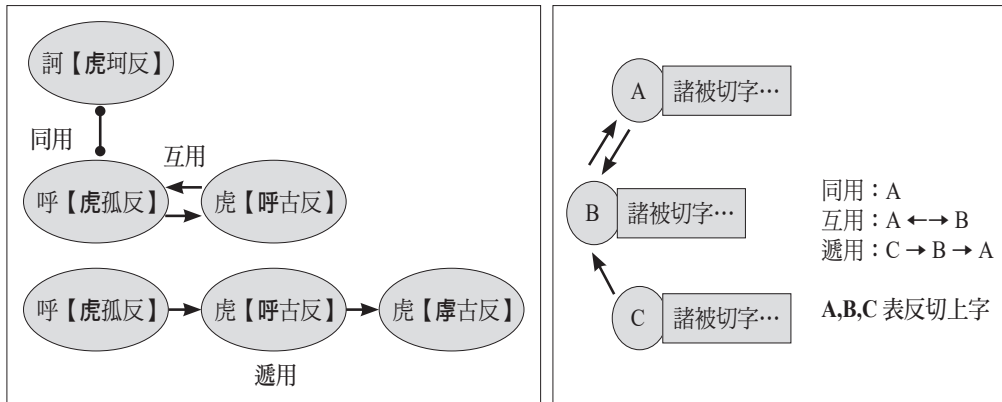 訶【虎珂反】
同用
互用
呼【虎孤反】
虎【呼古反】
呼【虎孤反】
虎【呼古反】
虎【虖古反】
遞用
A
諸被切字…
B
諸被切字…
C
諸被切字…
同用：A
互用：A ←→ B
遞用：C → B → A
A,B,C 表反切上字